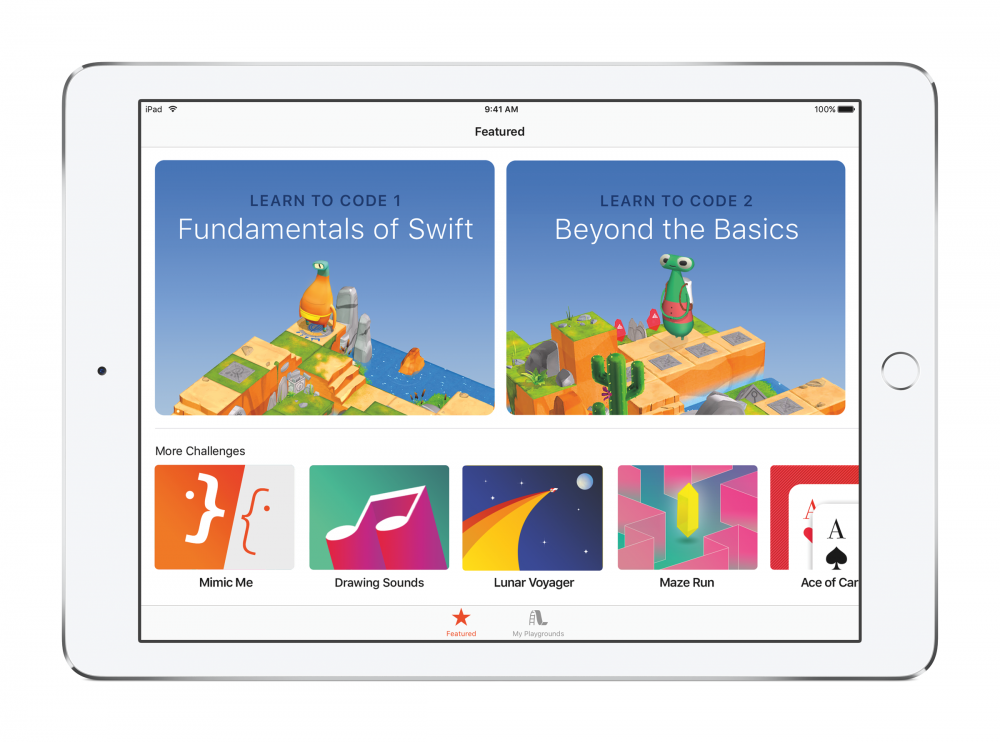 iPad
9:41 AM
100%
Featured
LEARN TO CODE 1
Fundamentals of Swift
LEARN TO CODE 2
Beyond the Basics
More Challenges
A
A
Mimic Me
Drawing Sounds
Lunar Voyager
Maze Run
Ace of Car
Featured
My Playgrounds